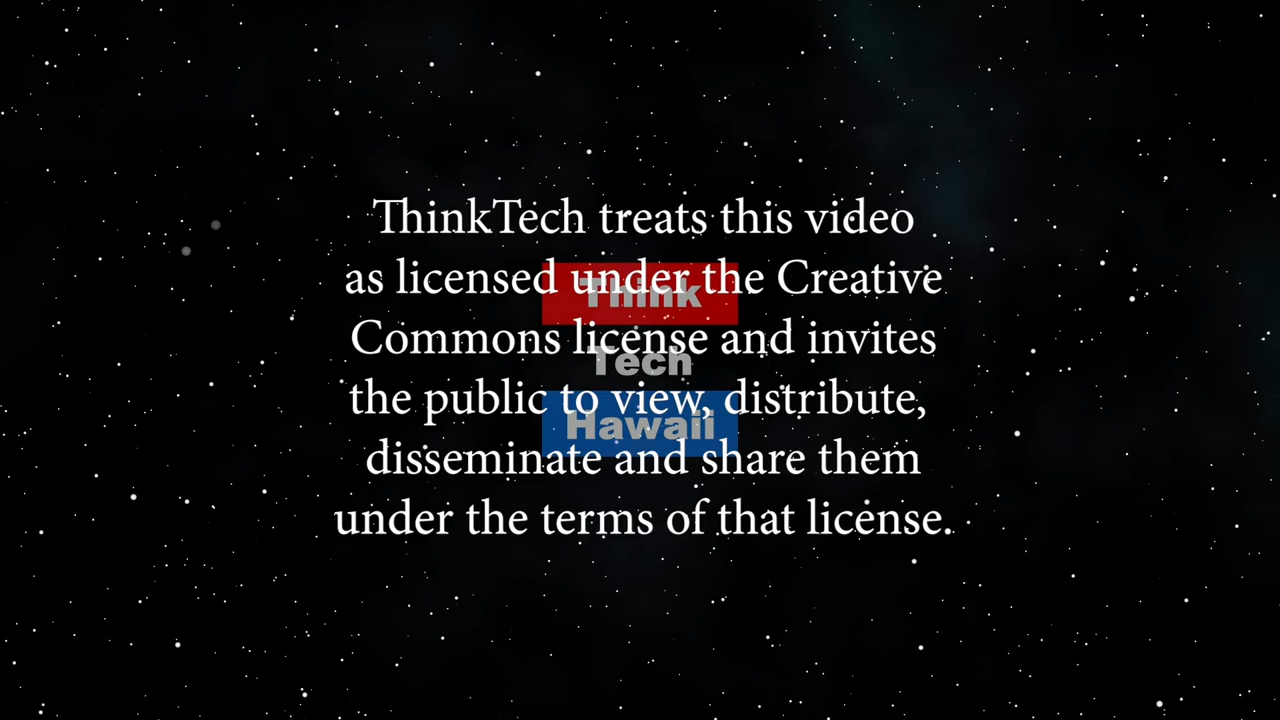 ThinkTech treats this video
as licensed under the Creative
Commons license and invites
the public to view, distribute,
disseminate and share them
under the terms of that license.
Think
Tech
Hawaii